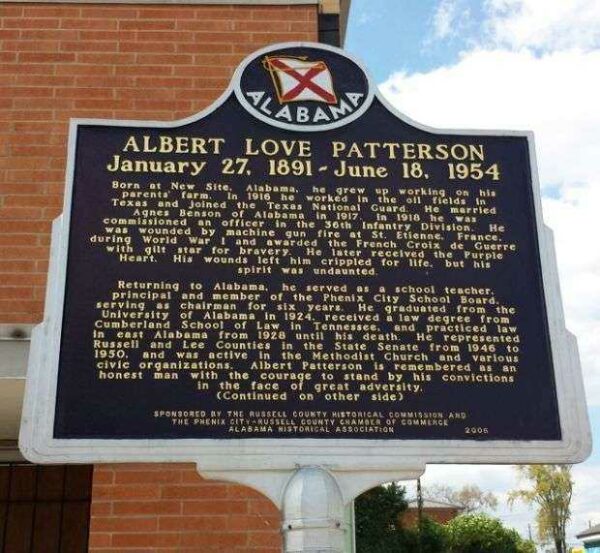 ALABAMA
ALBERT LOVE PATTERSON
January 27, 1891 - June 18, 1954
Born at New Site, Alabama, he grew up working on his
parents' farm. In 1916 he worked in the oil fields in
Texas and joined the Texas National Guard. He married
Agnes Benson of Alabama in 1917. In 1918 he was
commissioned an officer in the 36th Infantry Division. He
was wounded by machine gun fire at St. Etienne, France,
during World War I and awarded the French Croix de Guerre
with gilt star for bravery. He later received the Purple
Heart. His wounds left him crippled for life, but his
spirit was undaunted.
Returning to Alabama, he served as a school teacher,
principal and member of the Phenix City School Board,
serving as chairman for six years. He graduated from the
University of Alabama in 1924, received a law degree from
Cumberland School of Law in Tennessee, and practiced law
in east Alabama from 1928 until his death. He represented
Russell and Lee Counties in the State Senate from 1946 to
1950, and was active in the Methodist Church and various
civic organizations. Albert Patterson is remembered as an
honest man with the courage to stand by his convictions
in the face of great adversity.
(Continued on other side)
SPONSORED BY THE RUSSELL COUNTY HISTORICAL COMMISSION AND
THE PHENIX CITY-RUSSELL COUNTY CHAMBER OF COMMERCE
ALABAMA HISTORICAL ASSOCIATION 2006